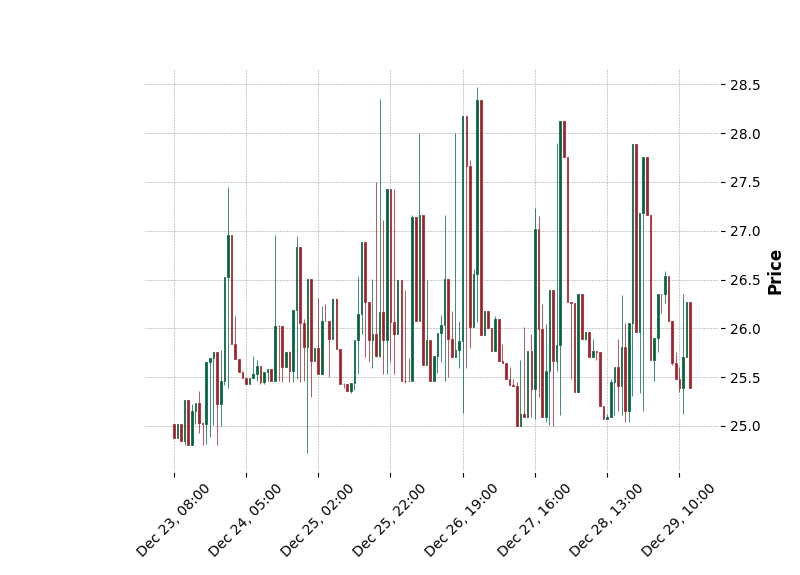 28.5
28.0
27.5
27.0
26.5
26.0
25.5
25.0
Price
Dec 23, 08:00
Dec 24, 05:00
Dec 25, 02:00
Dec 25, 22:00
Dec 26, 19:00
Dec 27, 16:00
Dec 28, 13:00
Dec 29, 10:00